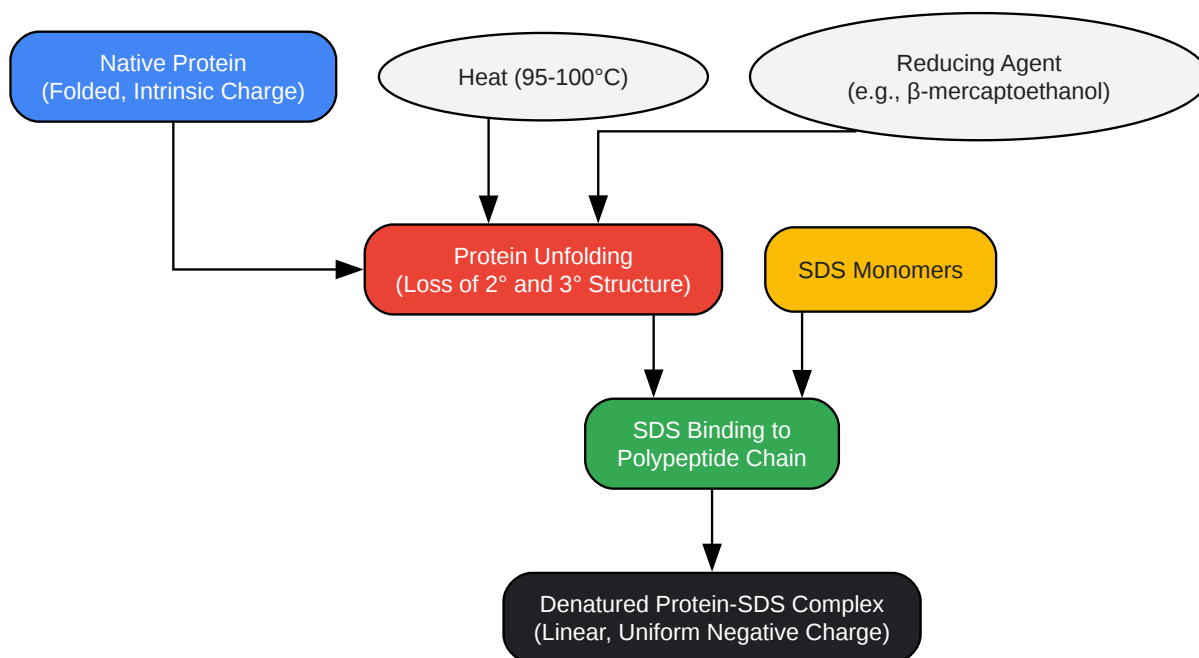 Native Protein
(Folded, Intrinsic Charge)
Heat (95-100°C)
Reducing Agent
(e.g., β-mercaptoethanol)
Protein Unfolding
(Loss of 2° and 3° Structure)
SDS Monomers
SDS Binding to
Polypeptide Chain
Denatured Protein-SDS Complex
(Linear, Uniform Negative Charge)